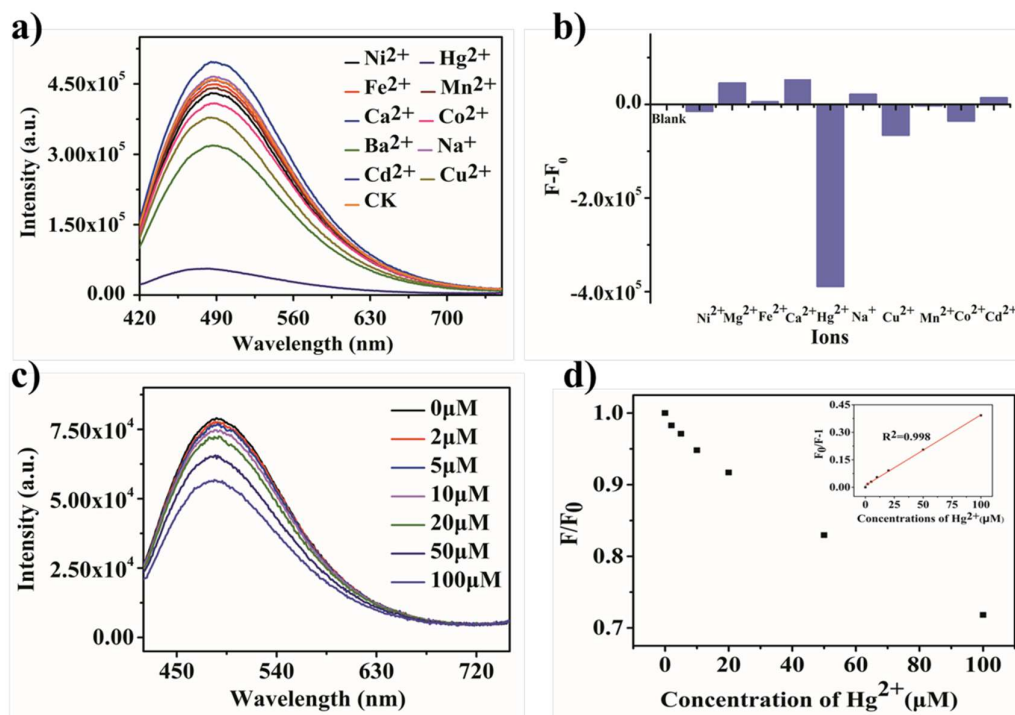 a)
4.50x10⁵
3.00x10⁵
1.50x10⁵
0.00
Intensity (a.u.)
420 490 560 630 700
Wavelength (nm)
Ni²⁺ Hg²⁺
Fe²⁺ Mn²⁺
Ca²⁺ Co²⁺
Ba²⁺ Na⁺
Cd²⁺ Cu²⁺
CK
b)
0.0
-2.0x10⁵
-4.0x10⁵
F-F₀
Blank
Ni²⁺ Mg²⁺ Fe²⁺ Ca²⁺ Hg²⁺ Na⁺ Cu²⁺ Mn²⁺ Co²⁺ Cd²⁺
Ions
c)
7.50x10⁴
5.00x10⁴
2.50x10⁴
0.00
Intensity (a.u.)
450 540 630 720
Wavelength (nm)
0µM
2µM
5µM
10µM
20µM
50µM
100µM
d)
1.0
0.9
0.8
0.7
F/F₀
0 20 40 60 80 100
Concentration of Hg²⁺(µM)
0.45
0.30
0.15
0.00
F₀/F-1
R²=0.998
0 25 50 75 100
Concentrations of Hg²⁺(µM)